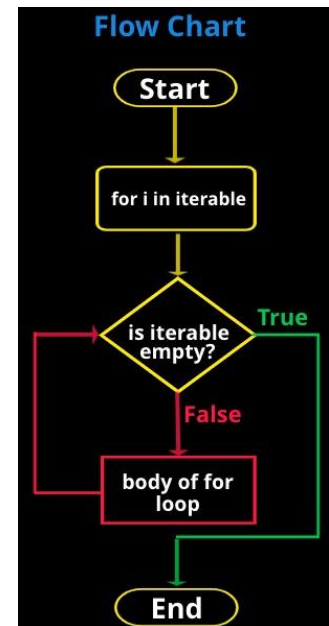 Flow Chart
Start
for i in iterable
is iterable
empty?
True
False
body of for
loop
End